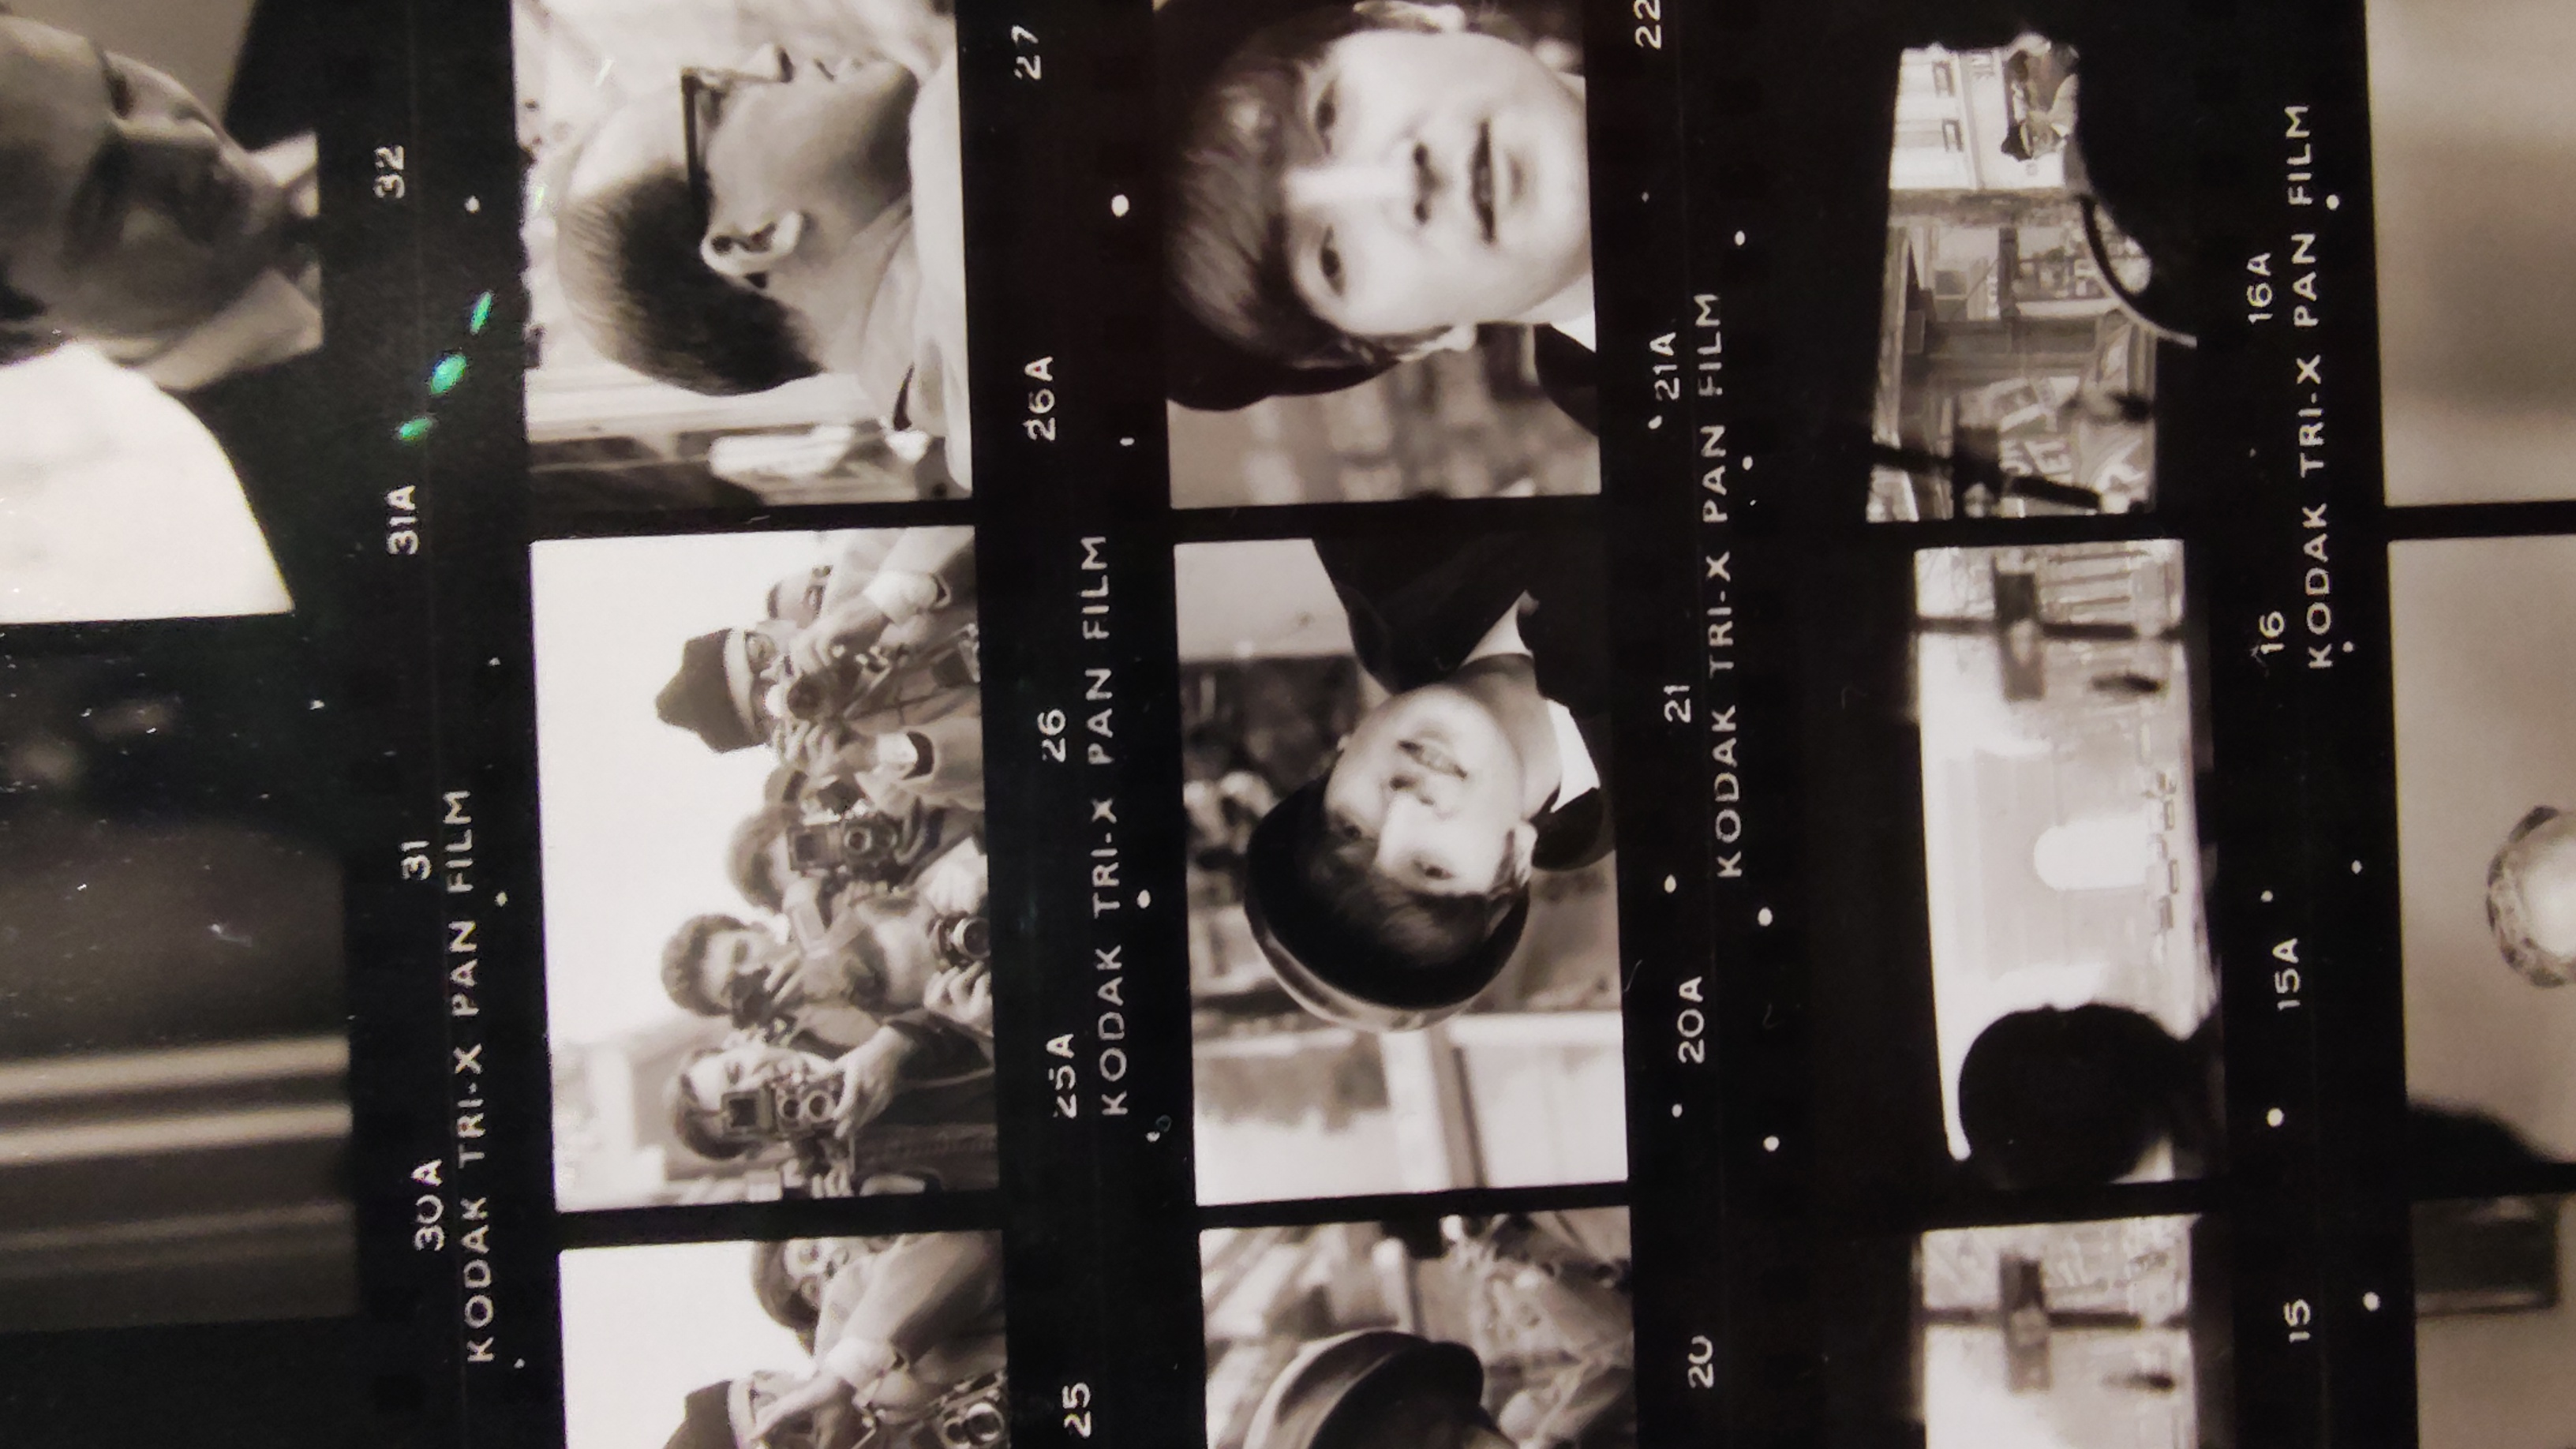 30A 31 31A 32
KODAK TRI-X PAN FILM
25 25A 26 26A 27
KODAK TRI-X PAN FILM
20 20A 21 21A 22
KODAK TRI-X PAN FILM
15 15A 16 16A
KODAK TRI-X PAN FILM